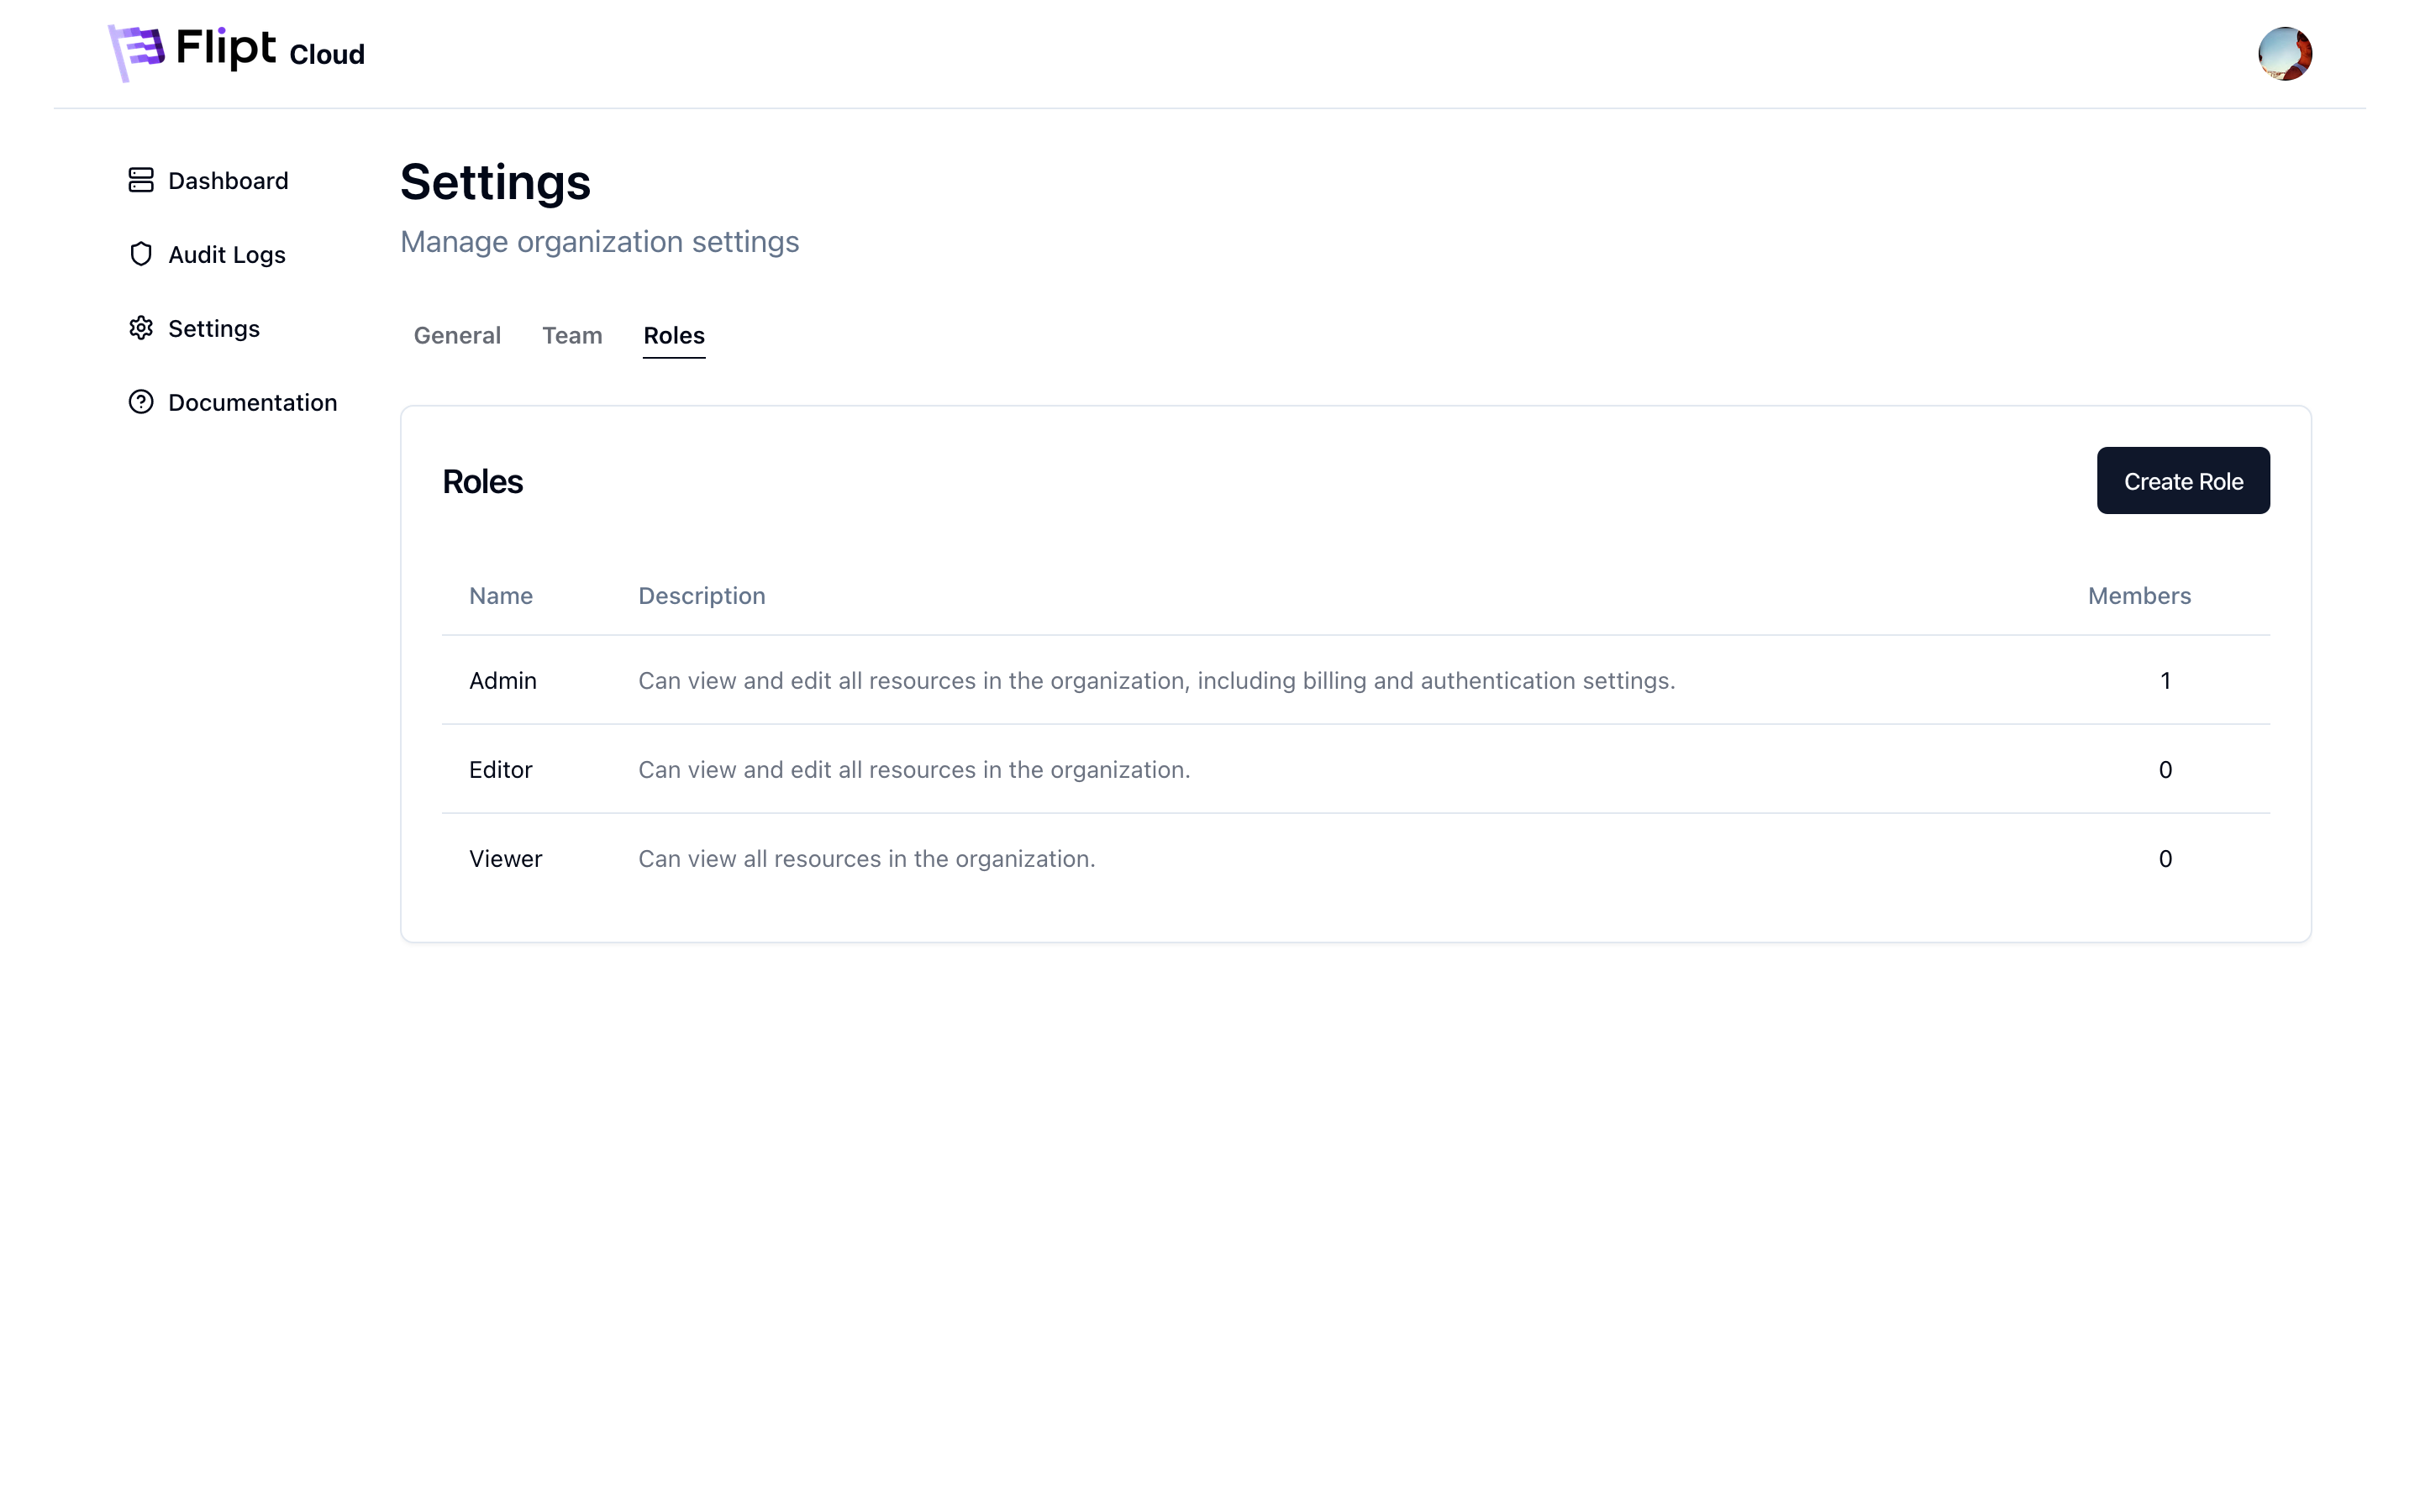 Flipt Cloud
Dashboard
Audit Logs
Settings
Documentation
Settings
Manage organization settings
General Team Roles
Roles
Create Role
Name Description Members
Admin Can view and edit all resources in the organization, including billing and authentication settings. 1
Editor Can view and edit all resources in the organization. 0
Viewer Can view all resources in the organization. 0